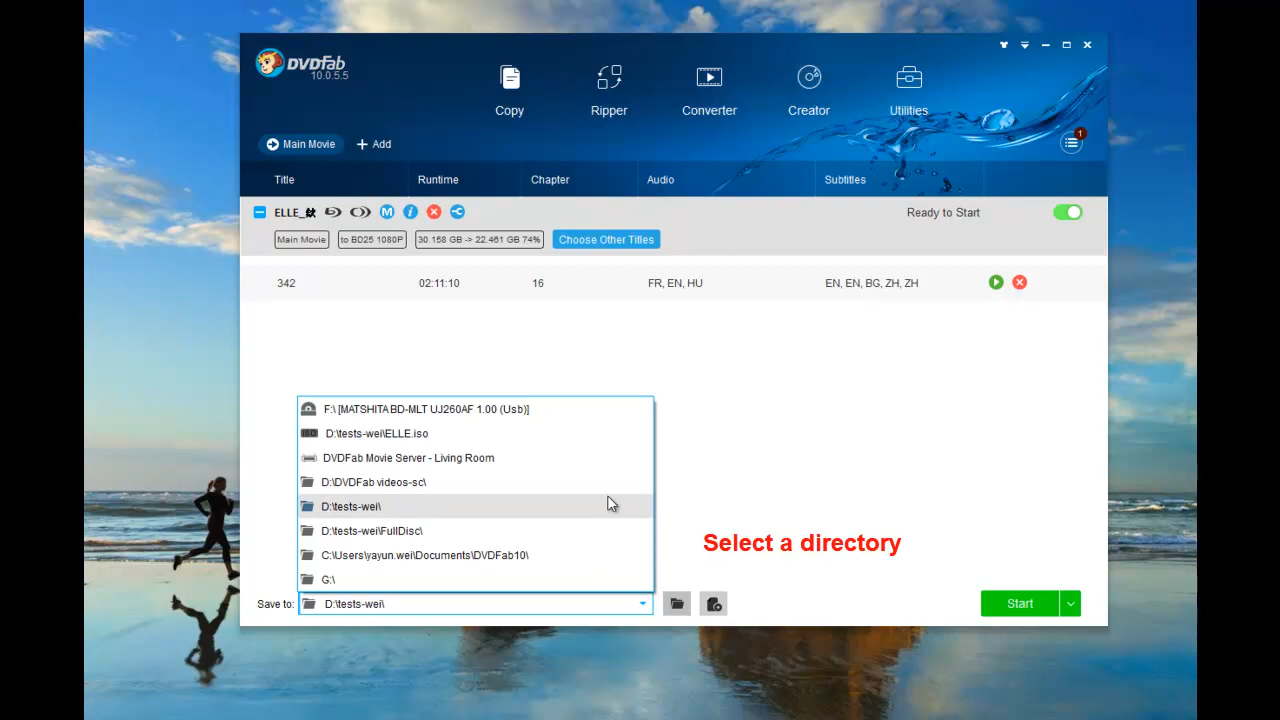 DVDFab
10.0.5.5
Copy
Ripper
Converter
Creator
Utilities
Main Movie
Add
1
Title
Runtime
Chapter
Audio
Subtitles
ELLE_
M
i
Ready to Start
Main Movie
to BD25 1080P
30.158 GB -> 22.461 GB 74%
Choose Other Titles
342
02:11:10
16
FR, EN, HU
EN, EN, BG, ZH, ZH
F:\ [MATSHITA BD-MLT UJ260AF 1.00 (Usb)]
ISO
D:\tests-wei\ELLE.iso
DVDFab Movie Server - Living Room
D:\DVDFab videos-sc\
D:\tests-wei\
D:\tests-wei\FullDisc\
C:\Users\yayun.wei\Documents\DVDFab10\
G:\
Select a directory
Save to:
D:\tests-wei\
Start